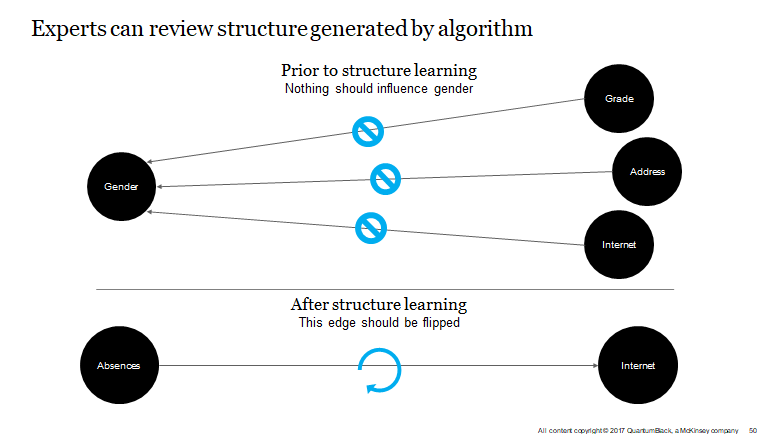 Experts can review structure generated by algorithm
Prior to structure learning
Nothing should influence gender
Grade
Address
Gender
Internet
After structure learning
This edge should be flipped
Absences
Internet
All content copyright © 2017 QuantumBlack, a McKinsey company 50